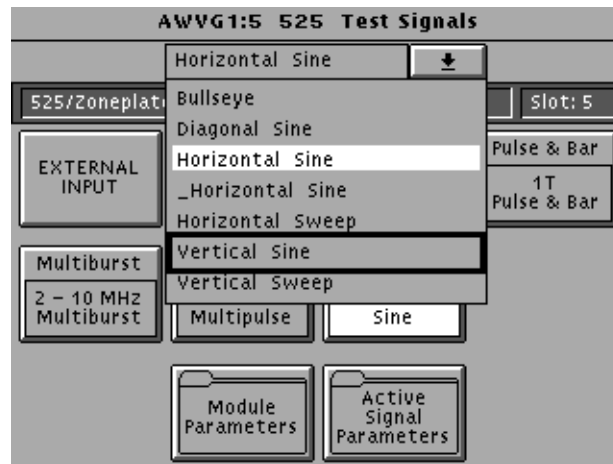 AWVG1:5 525 Test Signals
Horizontal Sine
525/Zoneplat
Slot: 5
Bullseye
Diagonal Sine
Horizontal Sine
_Horizontal Sine
Horizontal Sweep
Vertical Sine
Vertical Sweep
EXTERNAL
INPUT
Pulse & Bar
1T
Pulse & Bar
Multiburst
2 – 10 MHz
Multiburst
Multipulse
Sine
Module
Parameters
Active
Signal
Parameters